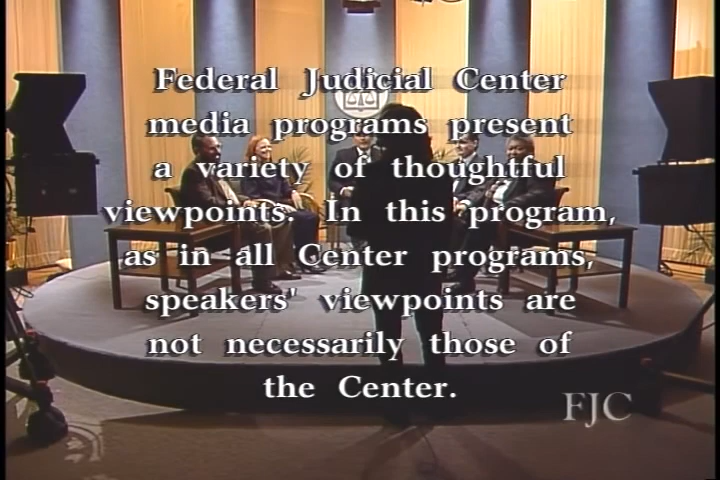 Federal Judicial Center
media programs present
a variety of thoughtful
viewpoints. In this program,
as in all Center programs,
speakers' viewpoints are
not necessarily those of
the Center.
FJC